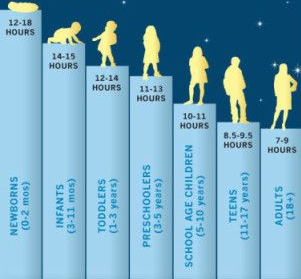 12-18
HOURS
NEWBORNS
(0-2 mos)
14-15
HOURS
INFANTS
(3-11 mos)
12-14
HOURS
TODDLERS
(1-3 years)
11-13
HOURS
PRESCHOOLERS
(3-5 years)
10-11
HOURS
SCHOOL AGE CHILDREN
(5-10 years)
8.5-9.5
HOURS
TEENS
(11-17 years)
7-9
HOURS
ADULTS
(18+)